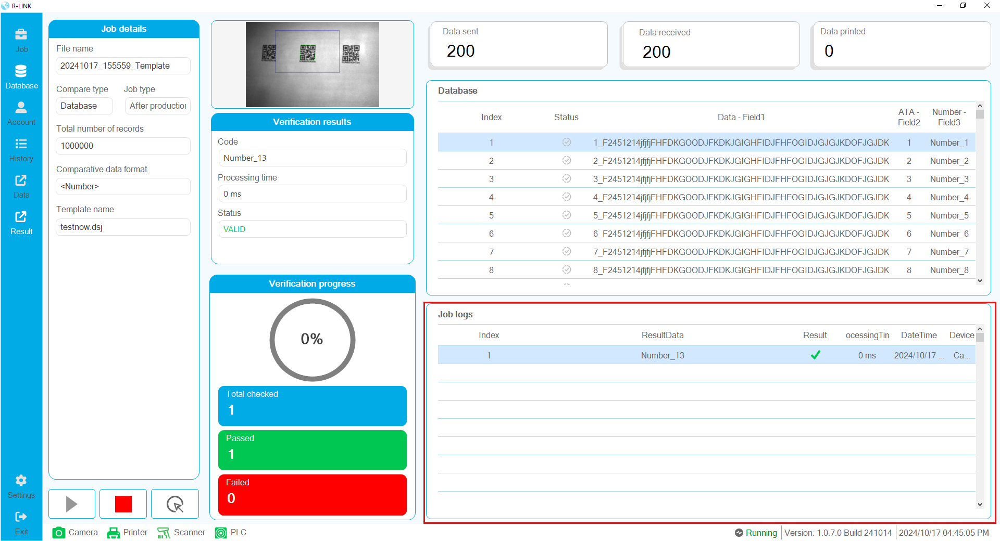 R-LINK
Job
Database
Account
History
Data
Result
Settings
Exit
Job details
File name
20241017_155559_Template
Compare type
Job type
Database
After production
Total number of records
1000000
Comparative data format
<Number>
Template name
testnow.dsj
Verification results
Code
Number_13
Processing time
0 ms
Status
VALID
Verification progress
0%
Total checked
1
Passed
1
Failed
0
Data sent
200
Data received
200
Data printed
0
Database
Index Status Data - Field1 ATA - Field2 Number - Field3
1 1_F2451214jfjfjFHFDKGOODJFKDKJGIGHFIDJFHFOGIDJGJGJKDOFJGJDK 1 Number_1
2 2_F2451214jfjfjFHFDKGOODJFKDKJGIGHFIDJFHFOGIDJGJGJKDOFJGJDK 2 Number_2
3 3_F2451214jfjfjFHFDKGOODJFKDKJGIGHFIDJFHFOGIDJGJGJKDOFJGJDK 3 Number_3
4 4_F2451214jfjfjFHFDKGOODJFKDKJGIGHFIDJFHFOGIDJGJGJKDOFJGJDK 4 Number_4
5 5_F2451214jfjfjFHFDKGOODJFKDKJGIGHFIDJFHFOGIDJGJGJKDOFJGJDK 5 Number_5
6 6_F2451214jfjfjFHFDKGOODJFKDKJGIGHFIDJFHFOGIDJGJGJKDOFJGJDK 6 Number_6
7 7_F2451214jfjfjFHFDKGOODJFKDKJGIGHFIDJFHFOGIDJGJGJKDOFJGJDK 7 Number_7
8 8_F2451214jfjfjFHFDKGOODJFKDKJGIGHFIDJFHFOGIDJGJGJKDOFJGJDK 8 Number_8
Job logs
Index ResultData Result ocessingTin DateTime Device
1 Number_13 0 ms 2024/10/17 ... Ca...
Camera Printer Scanner PLC
Running Version: 1.0.7.0 Build 241014 2024/10/17 04:45:05 PM